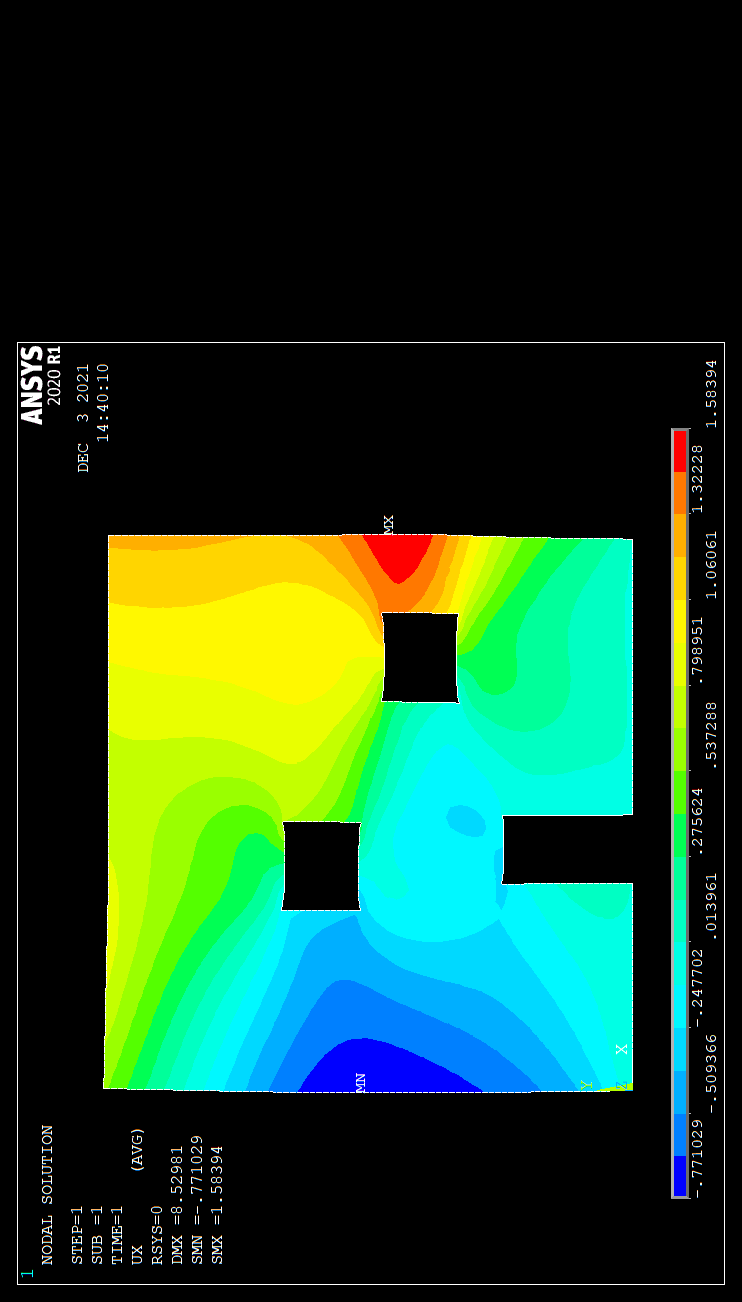 1
NODAL SOLUTION
STEP=1
SUB =1
TIME=1
UX (AVG)
RSYS=0
DMX =8.52981
SMN =-.771029
SMX =1.58394
ANSYS
2020 R1
DEC 3 2021
14:40:10
MX
MN
Y
Z X
-.771029
-.509366
-.247702
.013961
.275624
.537288
.798951
1.06061
1.32228
1.58394